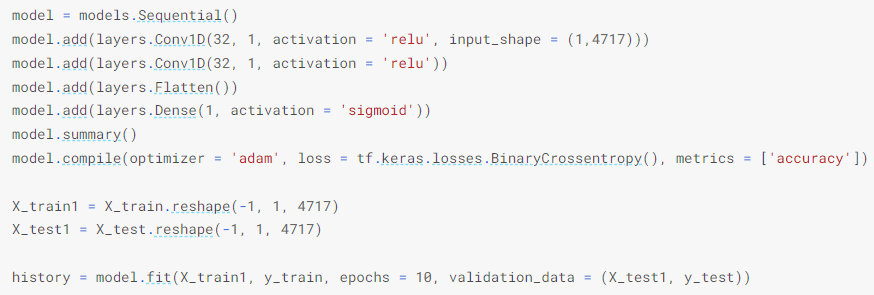 model = models.Sequential()
model.add(layers.Conv1D(32, 1, activation = 'relu', input_shape = (1,4717)))
model.add(layers.Conv1D(32, 1, activation = 'relu'))
model.add(layers.Flatten())
model.add(layers.Dense(1, activation = 'sigmoid'))
model.summary()
model.compile(optimizer = 'adam', loss = tf.keras.losses.BinaryCrossentropy(), metrics = ['accuracy'])
X_train1 = X_train.reshape(-1, 1, 4717)
X_test1 = X_test.reshape(-1, 1, 4717)
history = model.fit(X_train1, y_train, epochs = 10, validation_data = (X_test1, y_test))